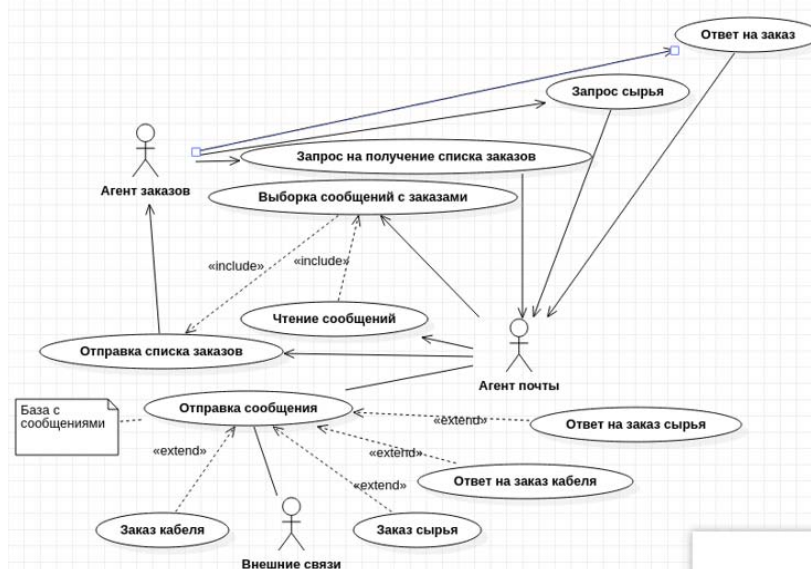 Ответ на заказ
Запрос сырья
Запрос на получение списка заказов
Агент заказов
Выборка сообщений с заказами
«include»
«include»
Чтение сообщений
Отправка списка заказов
Агент почты
База с
сообщениями
Отправка сообщения
«extend»
Ответ на заказ сырья
«extend»
«extend»
Ответ на заказ кабеля
«extend»
Заказ кабеля
Заказ сырья
Внешние связи